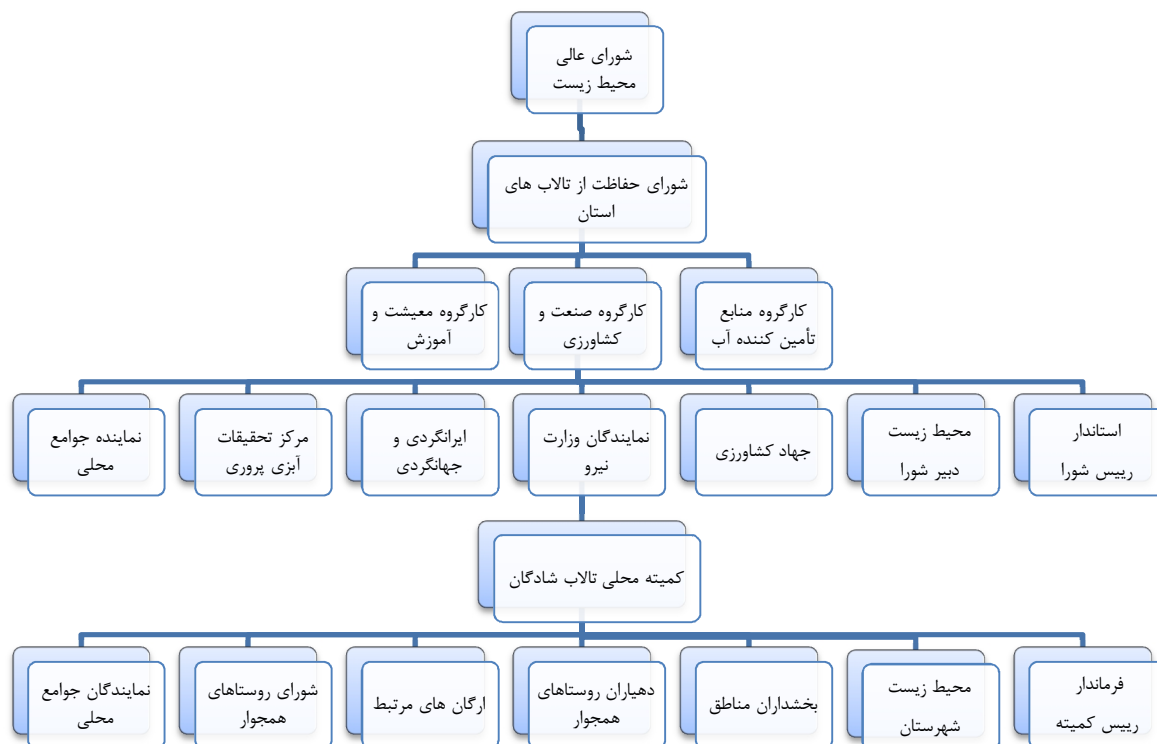 شورای عالی
محیط زیست
شورای حفاظت از تالاب های
استان
کارگروه منابع
تأمین کننده آب
کارگروه صنعت و
کشاورزی
کارگروه معیشت و
آموزش
استاندار
رییس شورا
محیط زیست
دبیر شورا
جهاد کشاورزی
نمایندگان وزارت
نیرو
ایرانگردی و
جهانگردی
مرکز تحقیقات
آبزی پروری
نماینده جوامع
محلی
کمیته محلی تالاب شادگان
فرماندار
رییس کمیته
محیط زیست
شهرستان
بخشداران مناطق
دهیاران روستاهای
همجوار
ارگان های مرتبط
شورای روستاهای
همجوار
نمایندگان جوامع
محلی